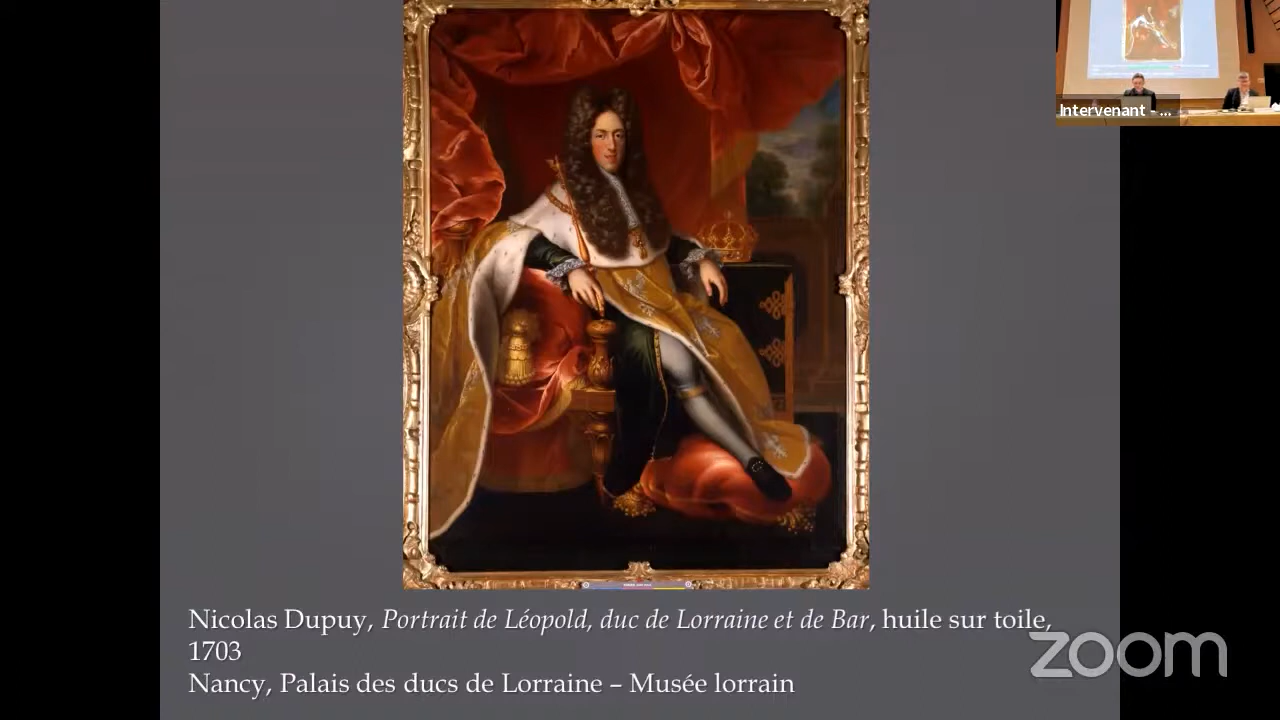 Intervenant - ...
Nicolas Dupuy, Portrait de Léopold, duc de Lorraine et de Bar, huile sur toile,
1703
Nancy, Palais des ducs de Lorraine – Musée lorrain
zoom